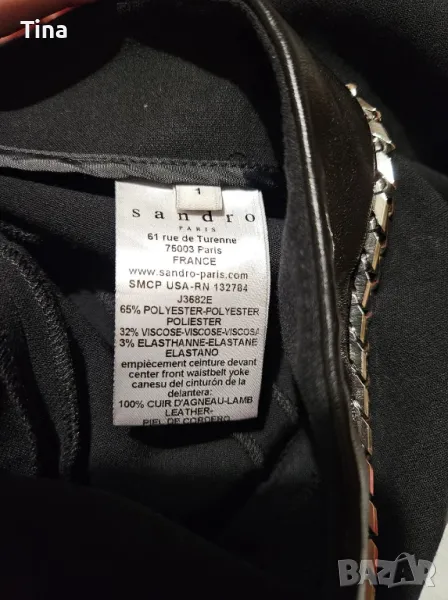 Tina
1
sandro
PARIS
61 rue de Turenne
75003 Paris
FRANCE
www.sandro-paris.com
SMCP USA-RN 132784
J3682E
65% POLYESTER-POLYESTER
POLIESTER
32% VISCOSE-VISCOSE-VISCOSA
3% ELASTHANNE-ELASTANE
ELASTANO
empiècement ceinture devant
center front waistbelt yoke
canesu del cinturón de la
delantera:
100% CUIR D'AGNEAU-LAMB
LEATHER-
PIEL DE CORDERO
BAZAR